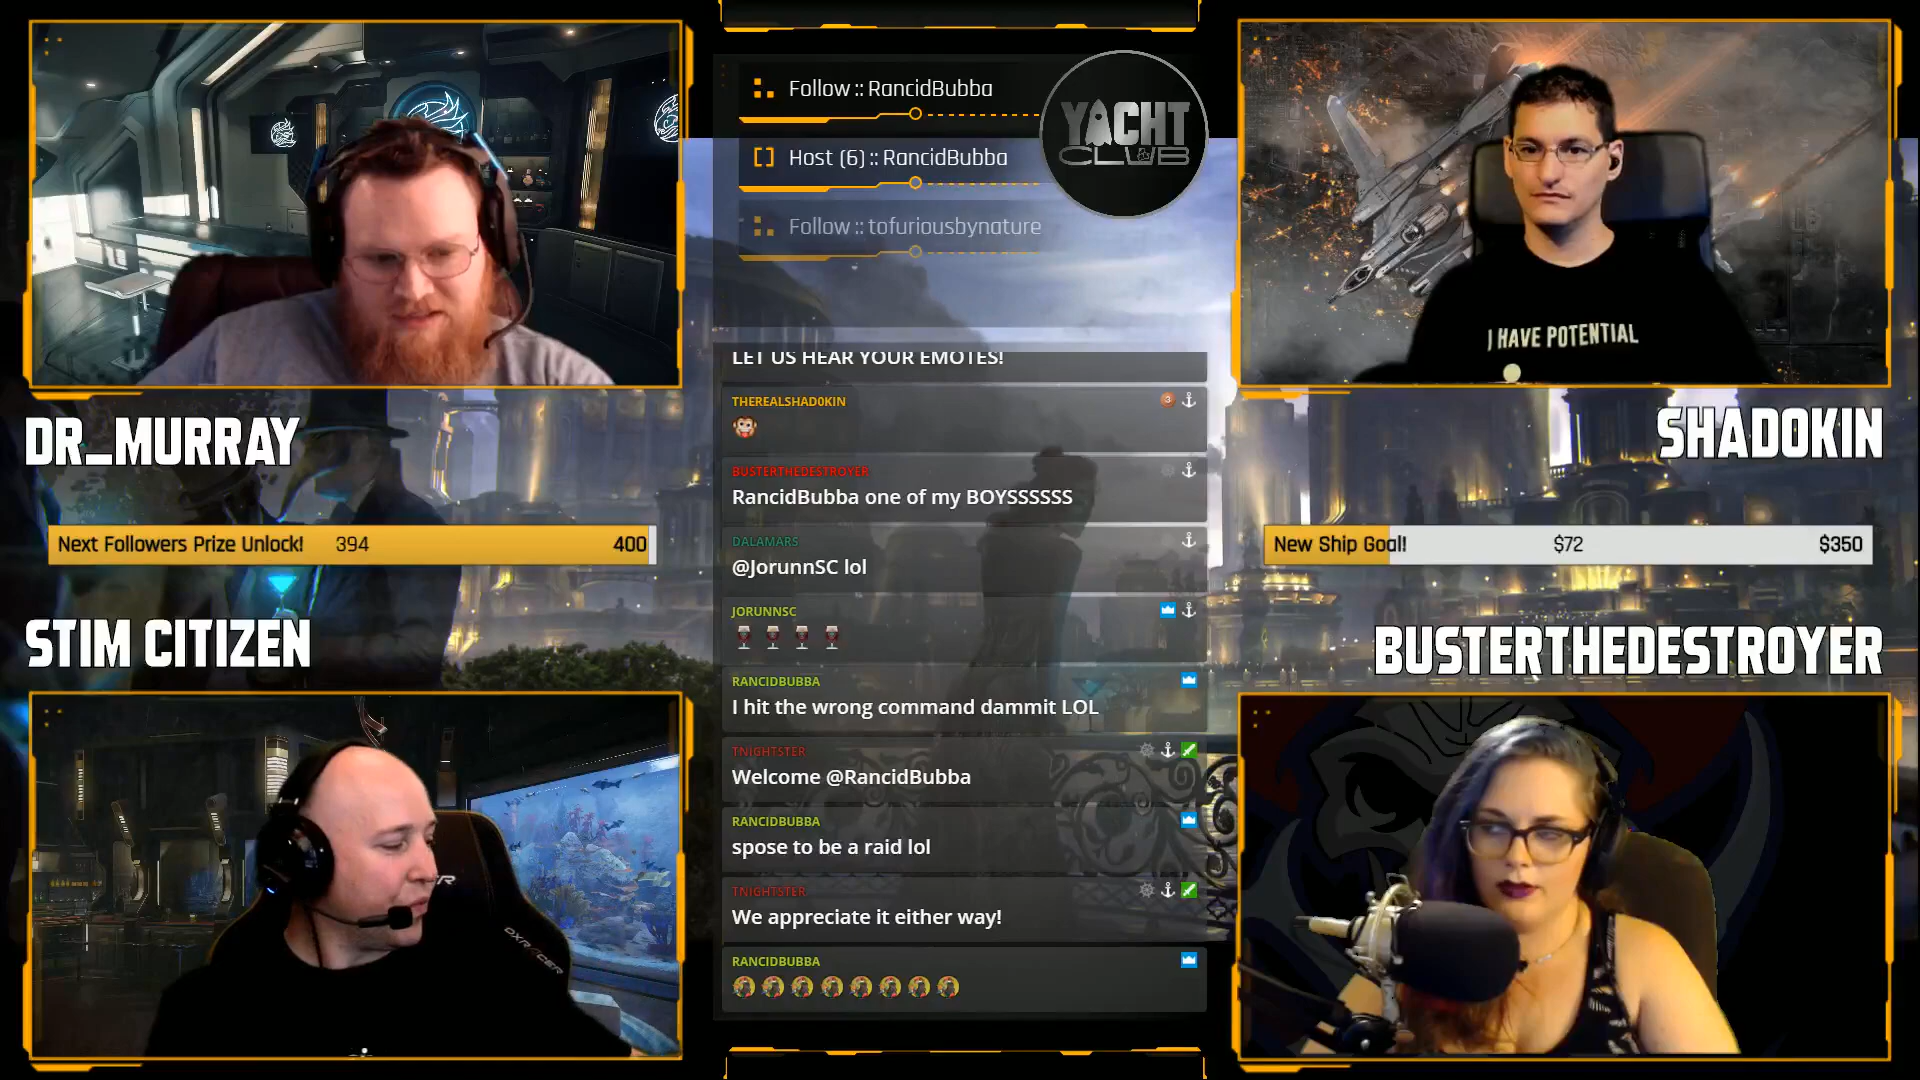 Follow :: RancidBubba
Host (6) :: RancidBubba
Follow :: tofuriousbynature
YACHT
CLUB
I HAVE POTENTIAL
DR_MURRAY
SHADOKIN
Next Followers Prize Unlock! 394 400
New Ship Goal! $72 $350
STIM CITIZEN
BUSTERTHEDESTROYER
LET US HEAR YOUR EMOTES!
THEREALSHAD0KIN
3
BUSTERTHEDESTROYER
RancidBubba one of my BOYSSSSSS
DALAMARS
@JorunnSC lol
JORUNNSC
RANCIDBUBBA
I hit the wrong command dammit LOL
TNIGHTSTER
Welcome @RancidBubba
RANCIDBUBBA
spose to be a raid lol
TNIGHTSTER
We appreciate it either way!
RANCIDBUBBA
DXRACER